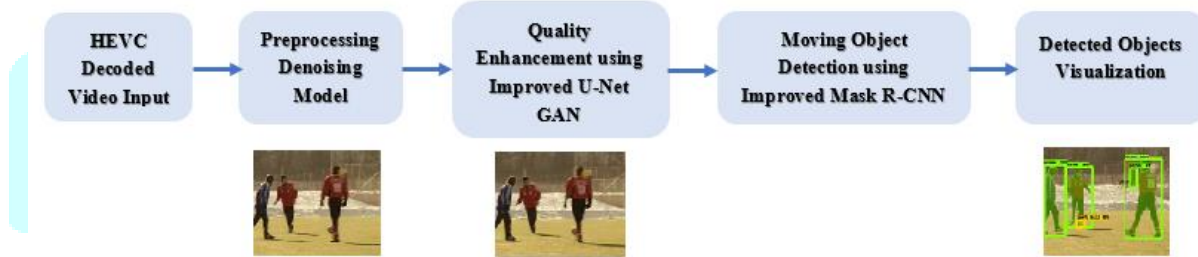 HEVC
Decoded
Video Input
Preprocessing
Denoising
Model
Quality
Enhancement using
Improved U-Net
GAN
Moving Object
Detection using
Improved Mask R-CNN
Detected Objects
Visualization